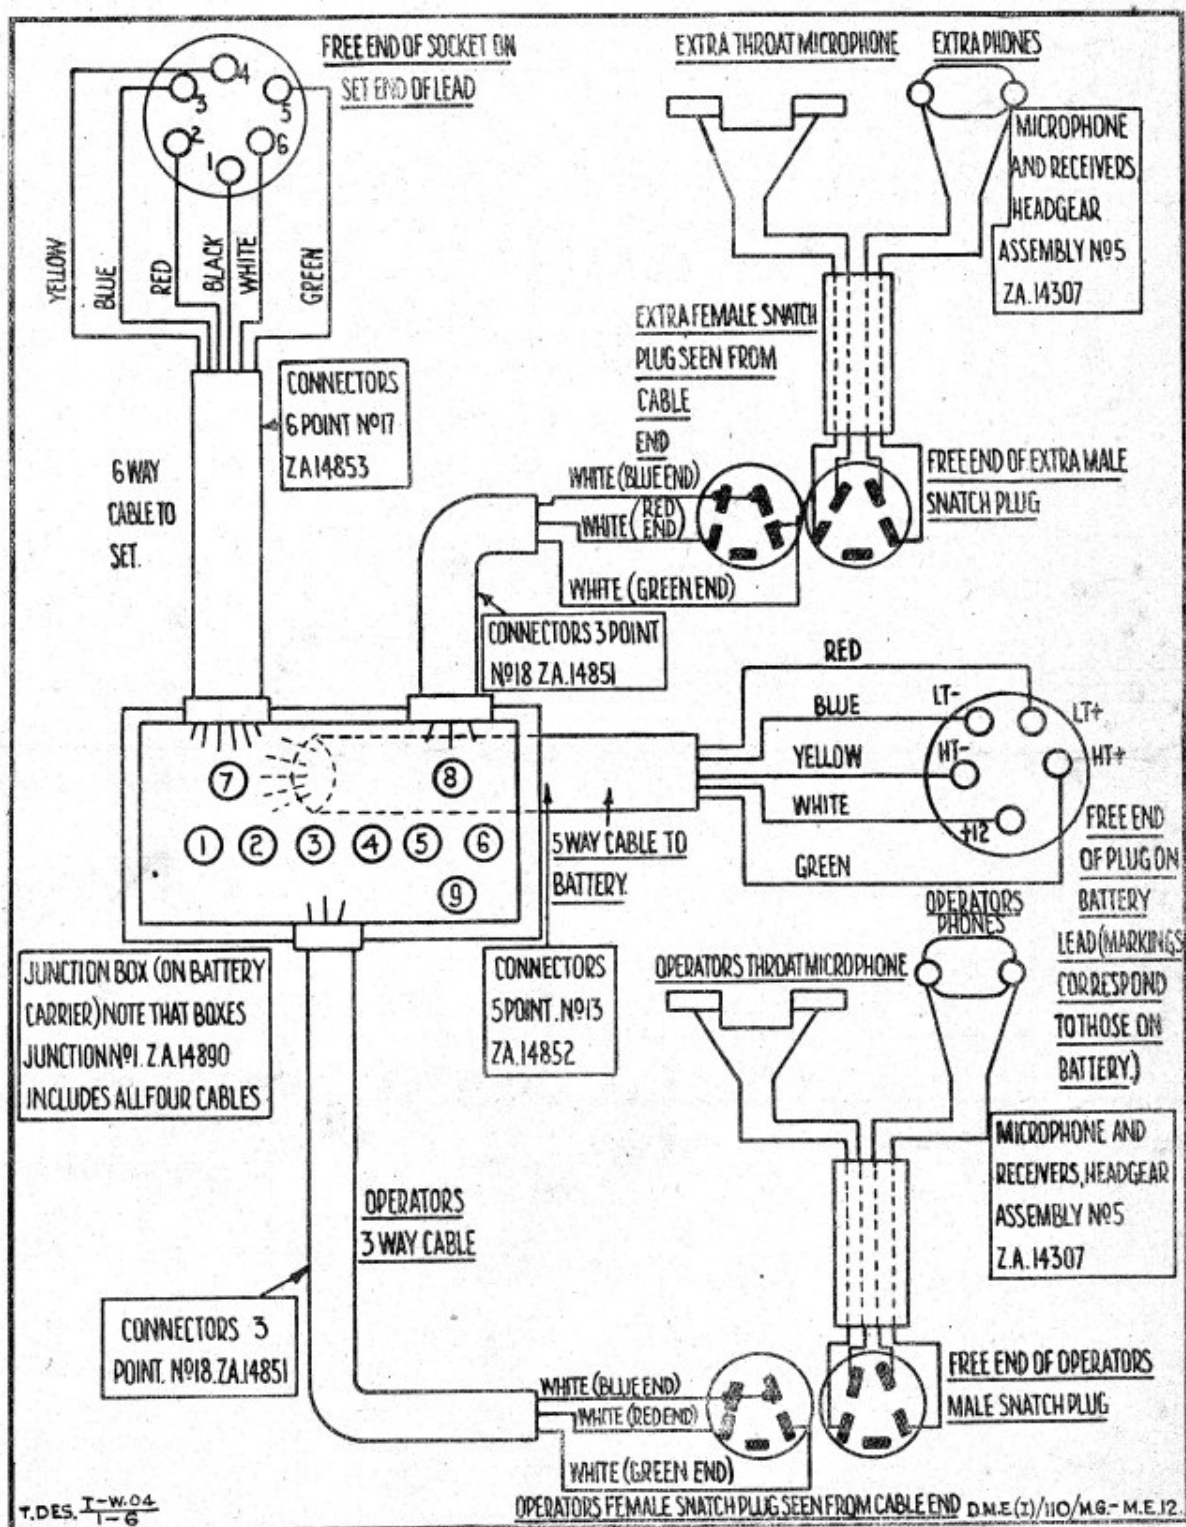 FREE END OF SOCKET ON
SET END OF LEAD
4
3
5
2
6
1
YELLOW
BLUE
RED
BLACK
WHITE
GREEN
CONNECTORS
6 POINT Nº17
ZA14853
6 WAY
CABLE TO
SET.
EXTRA THROAT MICROPHONE
EXTRA PHONES
MICROPHONE
AND RECEIVERS,
HEADGEAR
ASSEMBLY Nº5
ZA.14307
EXTRA FEMALE SNATCH
PLUG SEEN FROM
CABLE
END
WHITE (BLUE END)
WHITE (RED END)
WHITE (GREEN END)
FREE END OF EXTRA MALE
SNATCH PLUG
CONNECTORS 3 POINT
Nº18 ZA.14851
RED
BLUE
YELLOW
WHITE
GREEN
LT-
LT+
HT-
HT+
+12
FREE END
OF PLUG ON
BATTERY
LEAD (MARKINGS
CORRESPOND
TO THOSE ON
BATTERY.)
7
8
1
2
3
4
5
6
9
5 WAY CABLE TO
BATTERY.
JUNCTION BOX (ON BATTERY
CARRIER) NOTE THAT BOXES
JUNCTION Nº1. Z.A.14890
INCLUDES ALL FOUR CABLES
CONNECTORS
5 POINT. Nº13
ZA.14852
OPERATORS THROAT MICROPHONE
OPERATORS
PHONES
MICROPHONE AND
RECEIVERS, HEADGEAR
ASSEMBLY Nº5
Z.A.14307
OPERATORS
3 WAY CABLE
CONNECTORS 3
POINT. Nº18. ZA.14851
WHITE (BLUE END)
WHITE (RED END)
WHITE (GREEN END)
FREE END OF OPERATORS
MALE SNATCH PLUG
OPERATORS FEMALE SNATCH PLUG SEEN FROM CABLE END
T. DES. I-W.04
1-6
D.M.E (I)/110/M.G.-M.E.12.